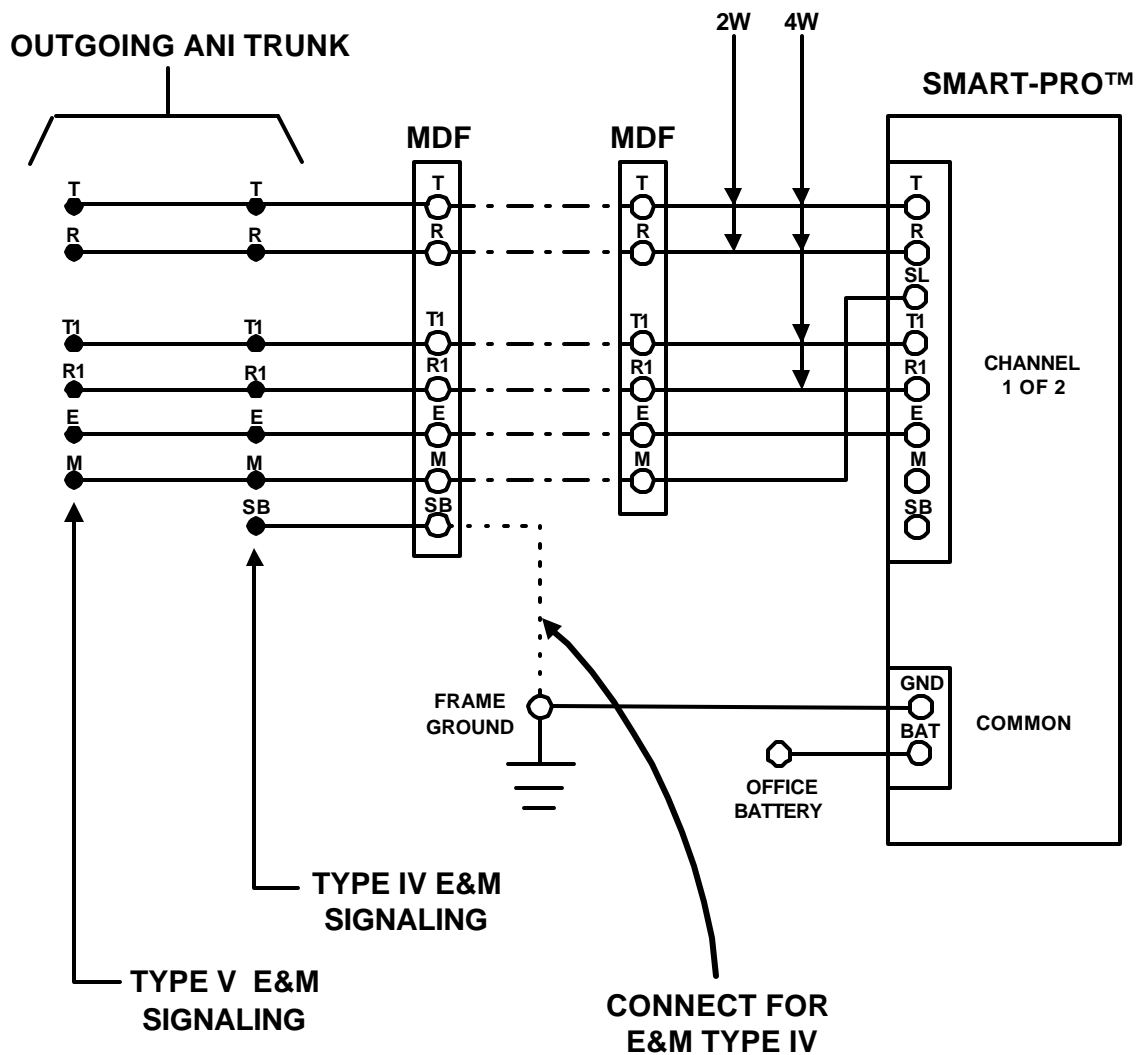 2W 4W
OUTGOING ANI TRUNK
SMART-PRO™
MDF MDF
T T T T T
R R R R R
SL
T1 T1 T1 T1 T1
R1 R1 R1 R1 R1
CHANNEL
1 OF 2
E E E E E
M M M M M
SB SB SB
GND
FRAME
GROUND
COMMON
BAT
OFFICE
BATTERY
TYPE IV E&M
SIGNALING
TYPE V E&M
SIGNALING
CONNECT FOR
E&M TYPE IV